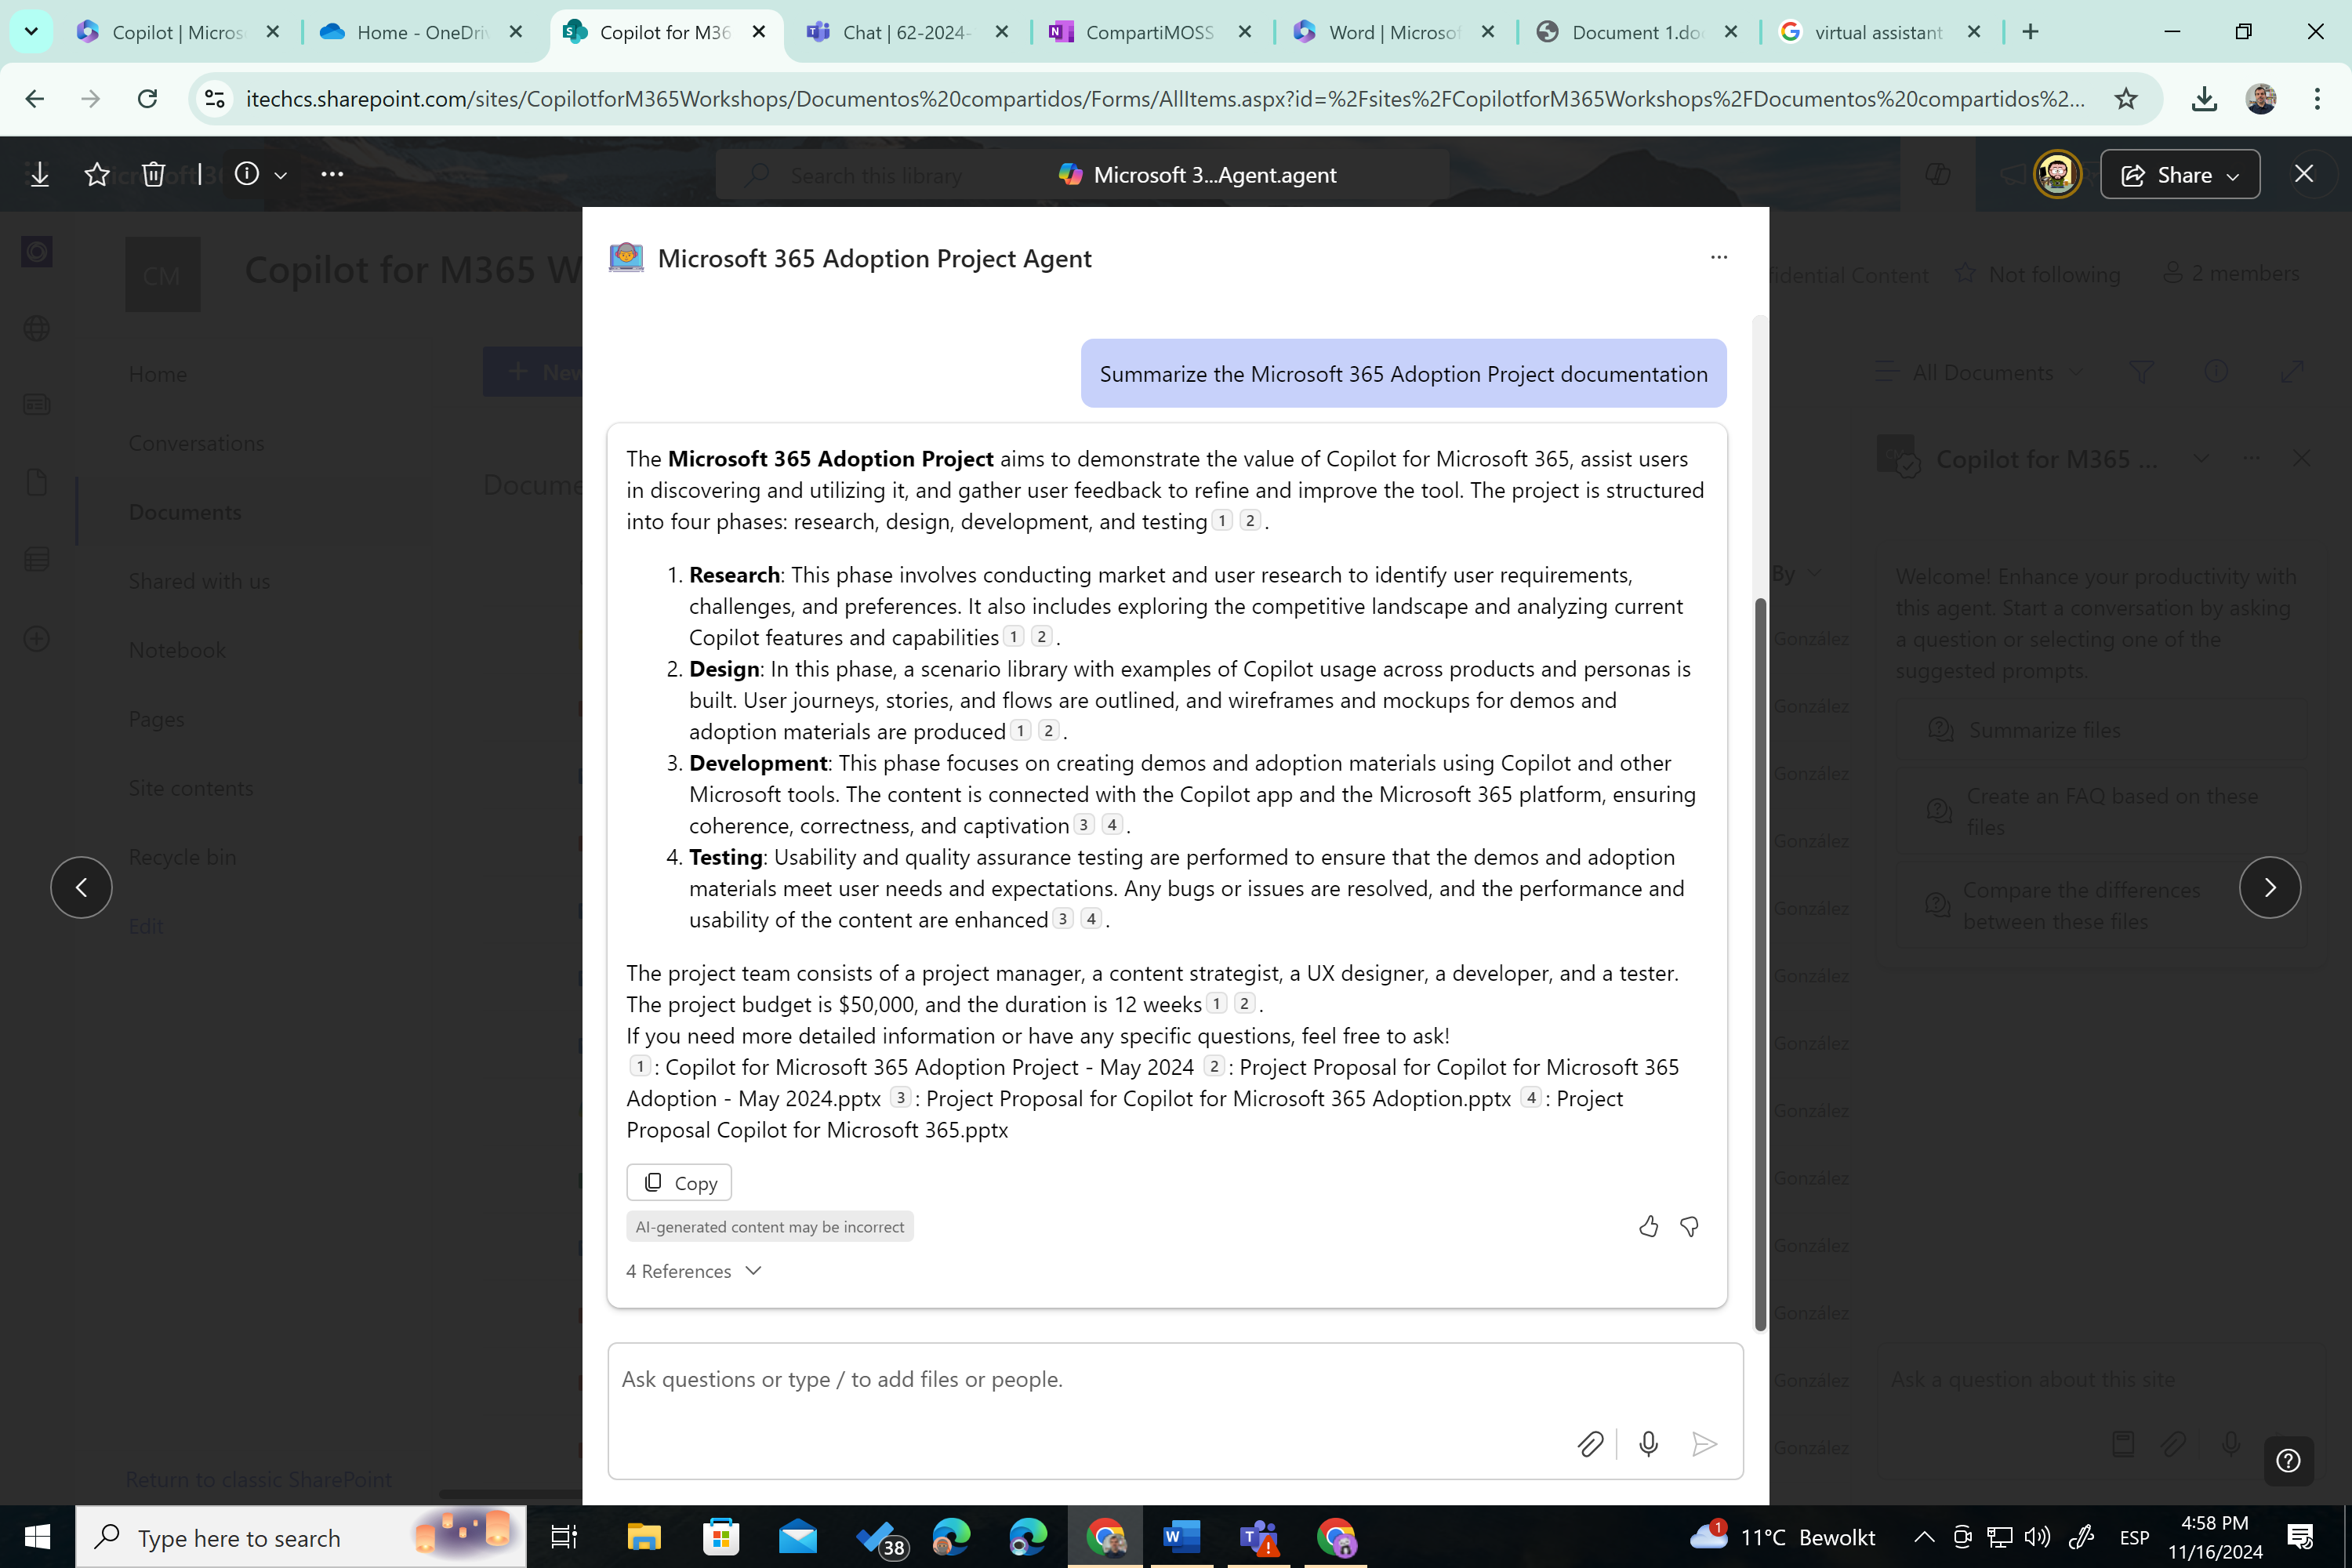 Copilot | Micros
Home - OneDriv
Copilot for M36
Chat | 62-2024-
CompartiMOSS
Word | Microsof
Document 1.doc
virtual assistant
itechcs.sharepoint.com/sites/CopilotforM365Workshops/Documentos%20compartidos/Forms/AllItems.aspx?id=%2Fsites%2FCopilotforM365Workshops%2FDocumentos%20compartidos%2...
Search this library
Microsoft 3...Agent.agent
Share
CM
Copilot for M365 W
Microsoft 365 Adoption Project Agent
idential Content
Not following
2 members
Home
Conversations
Documents
Shared with us
Notebook
Pages
Site contents
Recycle bin
Edit
Return to classic SharePoint
New
Docume
Summarize the Microsoft 365 Adoption Project documentation
The Microsoft 365 Adoption Project aims to demonstrate the value of Copilot for Microsoft 365, assist users
in discovering and utilizing it, and gather user feedback to refine and improve the tool. The project is structured
into four phases: research, design, development, and testing 1 2 .
1. Research: This phase involves conducting market and user research to identify user requirements,
challenges, and preferences. It also includes exploring the competitive landscape and analyzing current
Copilot features and capabilities 1 2 .
2. Design: In this phase, a scenario library with examples of Copilot usage across products and personas is
built. User journeys, stories, and flows are outlined, and wireframes and mockups for demos and
adoption materials are produced 1 2 .
3. Development: This phase focuses on creating demos and adoption materials using Copilot and other
Microsoft tools. The content is connected with the Copilot app and the Microsoft 365 platform, ensuring
coherence, correctness, and captivation 3 4 .
4. Testing: Usability and quality assurance testing are performed to ensure that the demos and adoption
materials meet user needs and expectations. Any bugs or issues are resolved, and the performance and
usability of the content are enhanced 3 4 .
The project team consists of a project manager, a content strategist, a UX designer, a developer, and a tester.
The project budget is $50,000, and the duration is 12 weeks 1 2 .
If you need more detailed information or have any specific questions, feel free to ask!
1 : Copilot for Microsoft 365 Adoption Project - May 2024 2 : Project Proposal for Copilot for Microsoft 365
Adoption - May 2024.pptx 3 : Project Proposal for Copilot for Microsoft 365 Adoption.pptx 4 : Project
Proposal Copilot for Microsoft 365.pptx
Copy
AI-generated content may be incorrect
4 References
Ask questions or type / to add files or people.
All Documents
By
González
González
González
González
González
González
González
González
González
González
González
González
González
Copilot for M365 ...
Welcome! Enhance your productivity with
this agent. Start a conversation by asking
a question or selecting one of the
suggested prompts.
Summarize files
Create an FAQ based on these
files
Compare the differences
between these files
Ask a question about this site
Type here to search
38
1
11°C Bewolkt
ESP
4:58 PM
11/16/2024